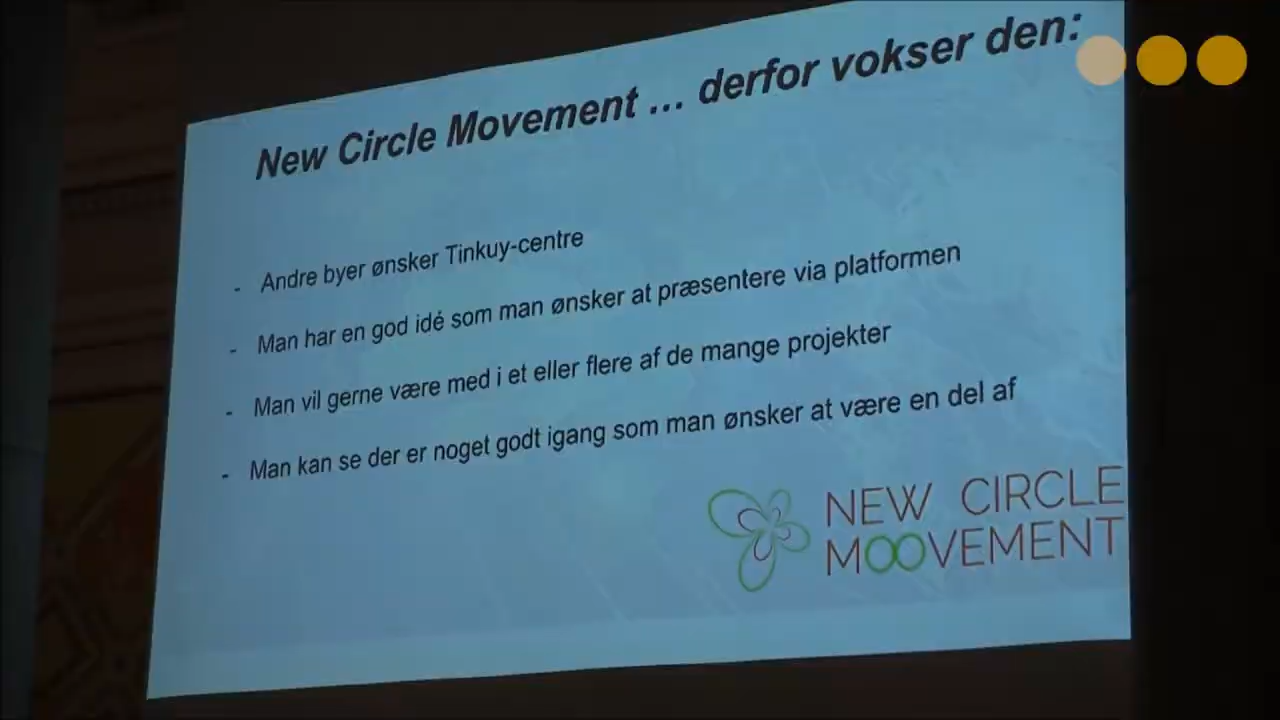 New Circle Movement ... derfor vokser den:
- Andre byer ønsker Tinkuy-centre
- Man har en god idé som man ønsker at præsentere via platformen
- Man vil gerne være med i et eller flere af de mange projekter
- Man kan se der er noget godt igang som man ønsker at være en del af
NEW CIRCLE
MOOVEMENT